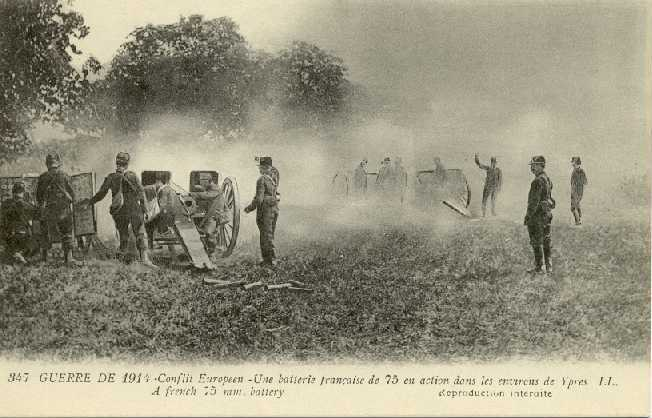 347 GUERRE DE 1914 - Conflit Europeen - Une batterie française de 75 en action dans les environs de Ypres LL.
A french 75 mm. battery Reproduction interdite